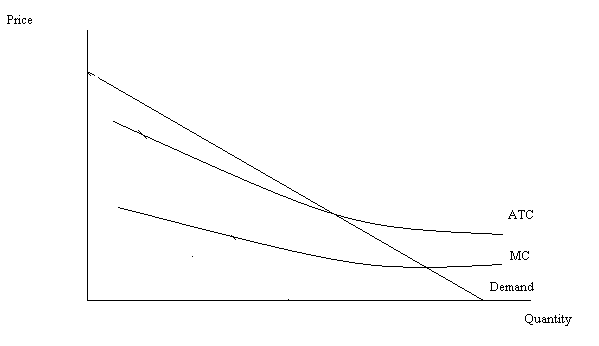 Price
ATC
MC
Demand
Quantity